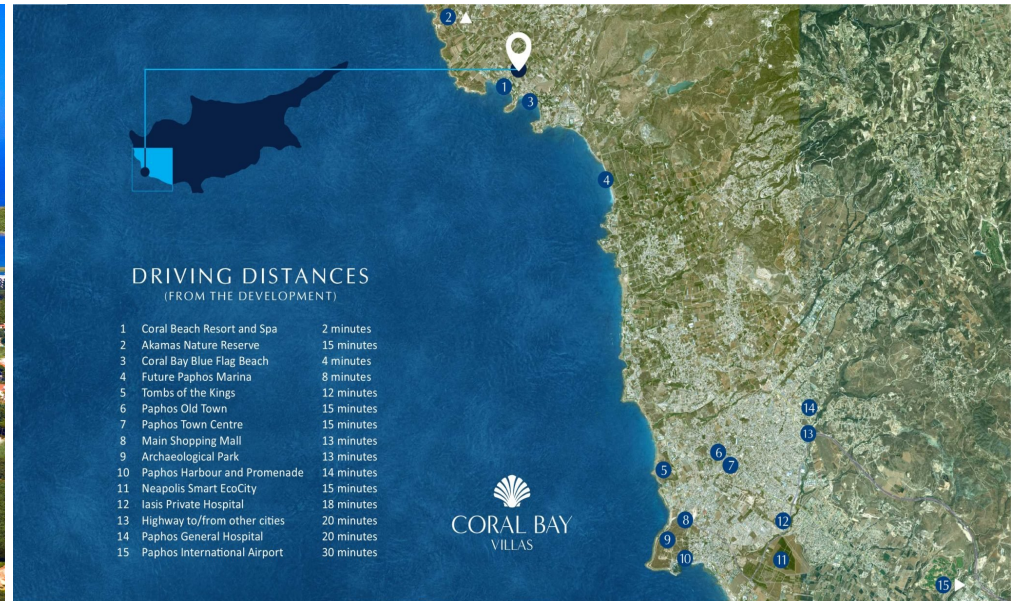 DRIVING DISTANCES
(FROM THE DEVELOPMENT)
1 Coral Beach Resort and Spa 2 minutes
2 Akamas Nature Reserve 15 minutes
3 Coral Bay Blue Flag Beach 4 minutes
4 Future Paphos Marina 8 minutes
5 Tombs of the Kings 12 minutes
6 Paphos Old Town 15 minutes
7 Paphos Town Centre 15 minutes
8 Main Shopping Mall 13 minutes
9 Archaeological Park 13 minutes
10 Paphos Harbour and Promenade 14 minutes
11 Neapolis Smart EcoCity 15 minutes
12 Iasis Private Hospital 18 minutes
13 Highway to/from other cities 20 minutes
14 Paphos General Hospital 20 minutes
15 Paphos International Airport 30 minutes
CORAL BAY
VILLAS
2
1
3
4
14
13
6
7
5
8
12
9
10
11
15